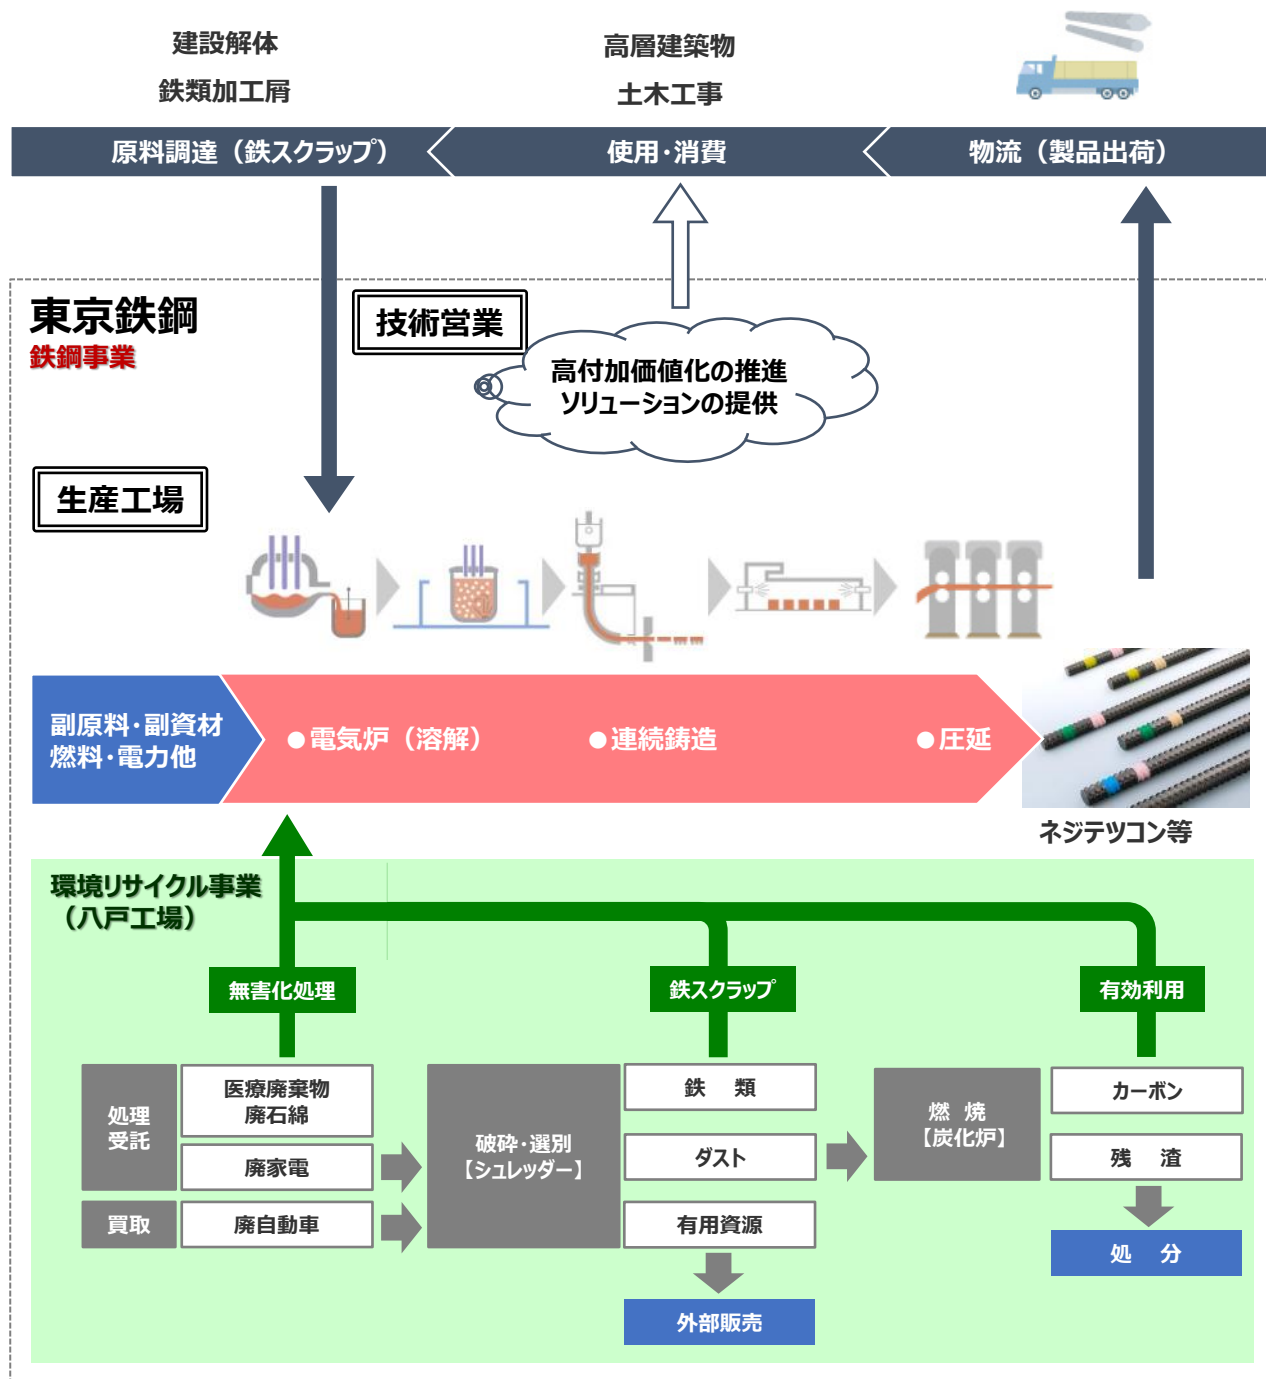 建設解体
鉄類加工屑
高層建築物
土木工事
原料調達（鉄スクラップ）
使用・消費
物流（製品出荷）
東京鉄鋼
鉄鋼事業
技術営業
高付加価値化の推進
ソリューションの提供
生産工場
副原料・副資材
燃料・電力他
●電気炉（溶解）
●連続鋳造
●圧延
ネジテツコン等
環境リサイクル事業
（八戸工場）
無害化処理
鉄スクラップ
有効利用
処理
受託
医療廃棄物
廃石綿
廃家電
買取
廃自動車
破砕・選別
【シュレッダー】
鉄　類
ダスト
有用資源
外部販売
燃 焼
【炭化炉】
カーボン
残　渣
処　分